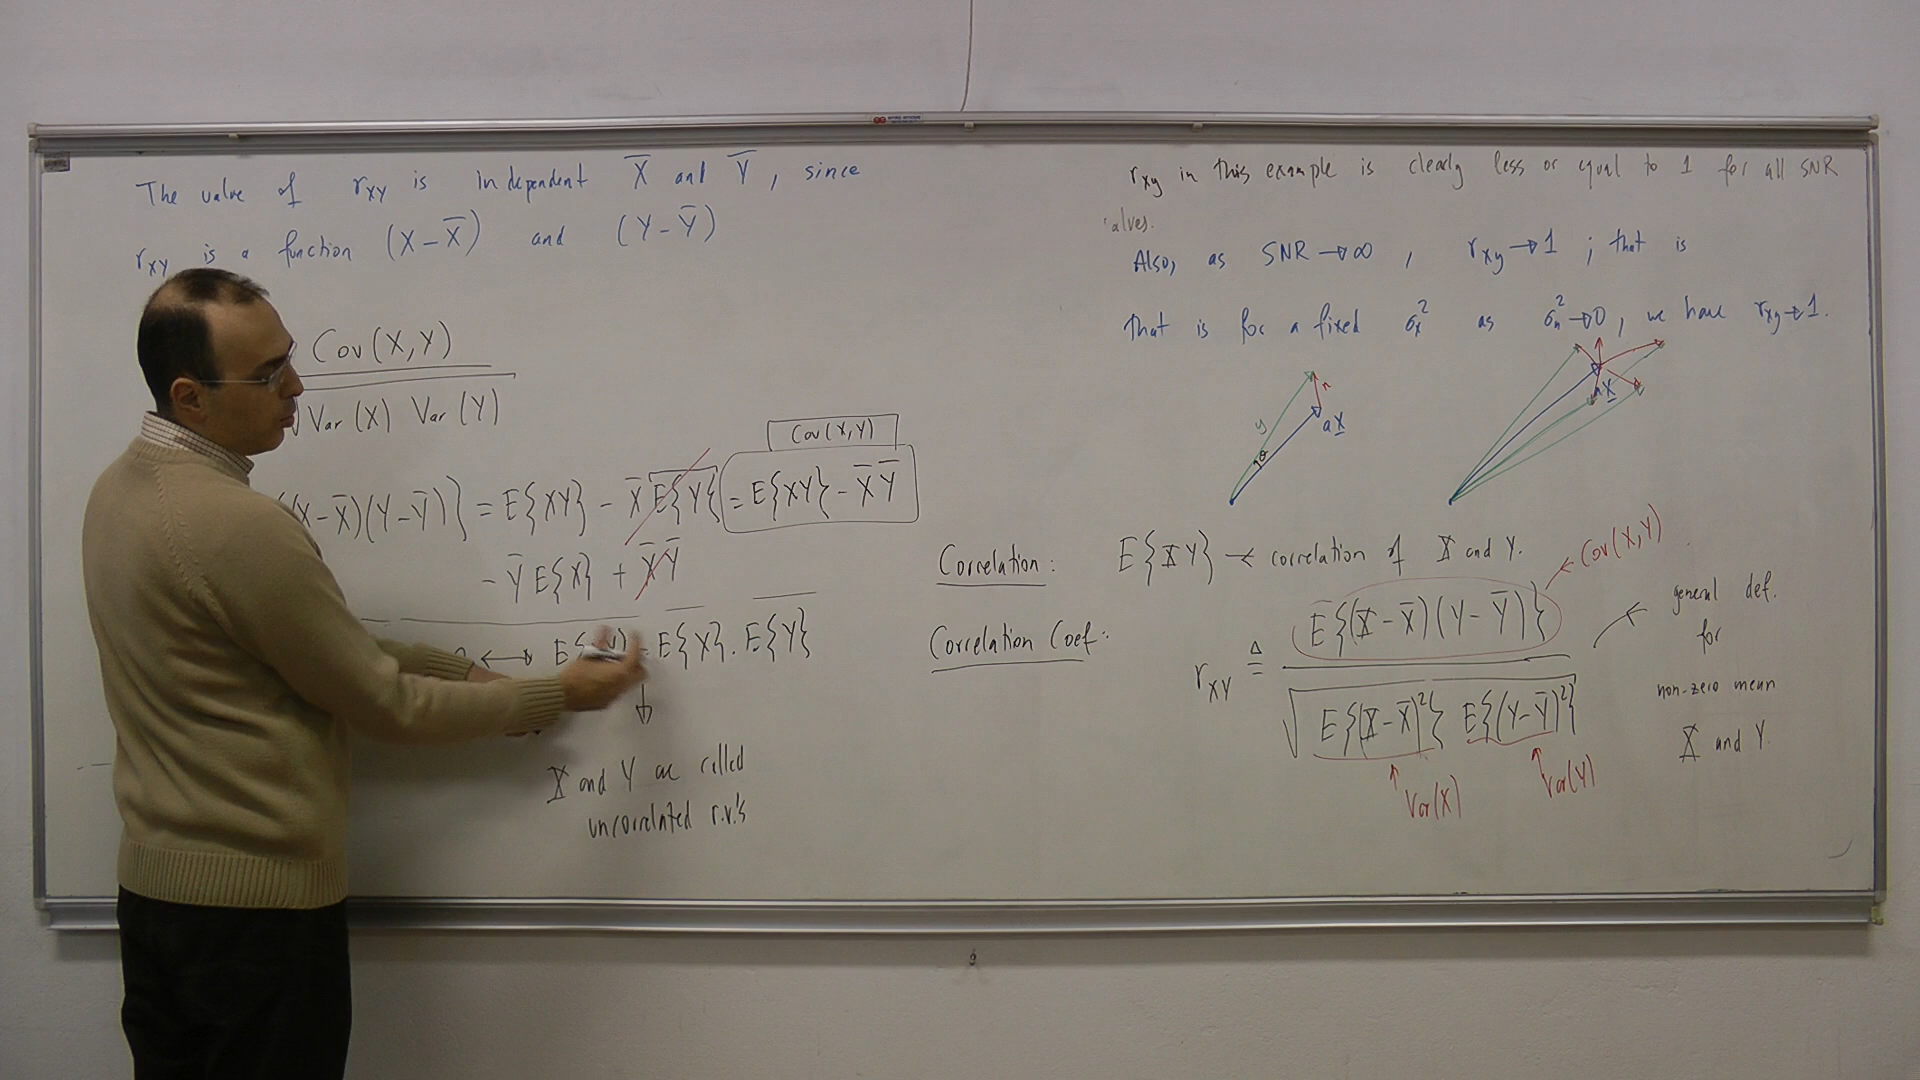 The value of r_XY is independent X̄ and Ȳ, since
r_XY is a function (X-X̄) and (Y-Ȳ)
Cov(X,Y)
√Var(X) Var(Y)
Cov(X,Y)
(X-X̄)(Y-Ȳ)} = E{XY} - X̄ E{Y} = E{XY} - X̄ Ȳ
- Ȳ E{X} + X̄ Ȳ
↔ E{XY} = E{X}. E{Y}
↓
X and Y are called
uncorrelated r.v.'s
r_xy in this example is clearly less or equal to 1 for all SNR
values.
Also, as SNR → ∞, r_xy → 1 ; that is
that is for a fixed σ_x² as σ_n² → 0, we have r_xy → 1.
y n θ aX
aX
Correlation: E{XY} ← correlation of X and Y.
Cov(X,Y)
Correlation Coef:
r_XY ≜ E{(X-X̄)(Y-Ȳ)}
√E{(X-X̄)²} E{(Y-Ȳ)²}
Var(X) Var(Y)
general def.
for
non-zero mean
X and Y.